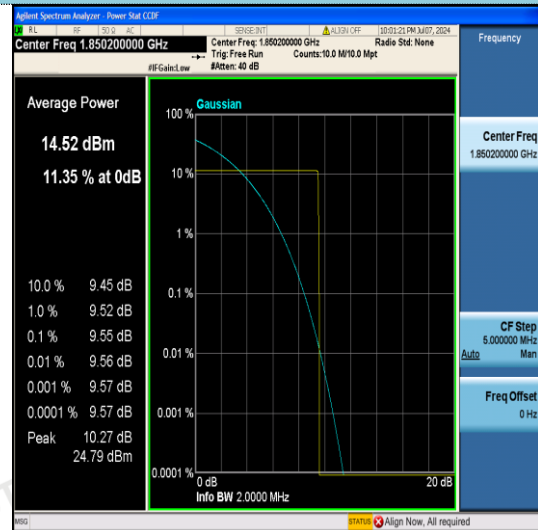 Agilent Spectrum Analyzer - Power Stat CCDF
RL RF 50 Ω AC SENSE:INT ALIGN OFF 10:01:21 PM Jul 07, 2024
Center Freq 1.850200000 GHz
Center Freq: 1.850200000 GHz Radio Std: None
Trig: Free Run Counts:10.0 M/10.0 Mpt
#IFGain:Low #Atten: 40 dB
Average Power
14.52 dBm
11.35 % at 0dB
10.0 % 9.45 dB
1.0 % 9.52 dB
0.1 % 9.55 dB
0.01 % 9.56 dB
0.001 % 9.57 dB
0.0001 % 9.57 dB
Peak 10.27 dB
24.79 dBm
Gaussian
100 %
10 %
1 %
0.1 %
0.01 %
0.001 %
0.0001 %
0 dB 20 dB
Info BW 2.0000 MHz
Frequency
Center Freq
1.850200000 GHz
CF Step
5.000000 MHz
Auto Man
Freq Offset
0 Hz
MSG STATUS Align Now, All required